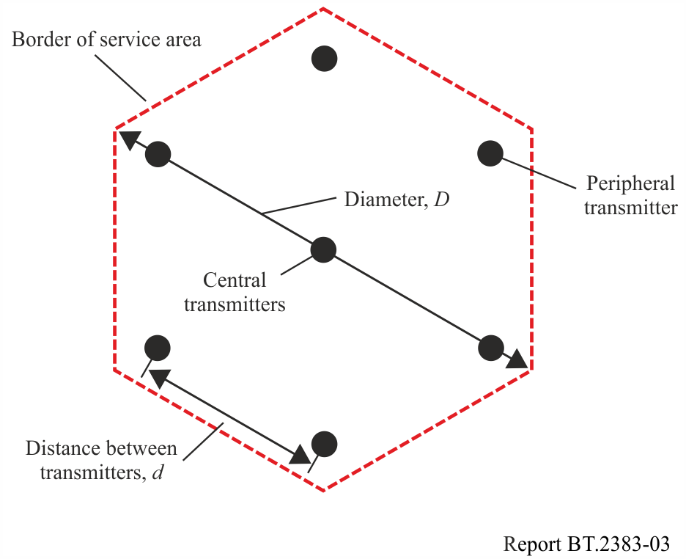 Border of service area
Peripheral
transmitter
Diameter, D
Central
transmitters
Distance between
transmitters, d
Report BT.2383-03